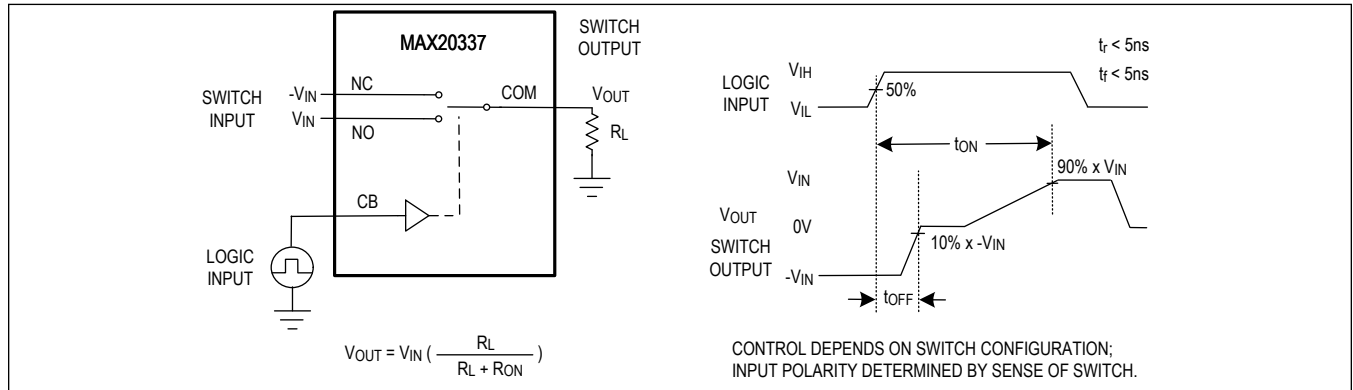 MAX20337
SWITCH
OUTPUT
NC
COM
VOUT
SWITCH
INPUT
-VIN
VIN
NO
RL
CB
LOGIC
INPUT
VOUT = VIN ( RL / RL + RON )
tr < 5ns
tf < 5ns
LOGIC
INPUT
VIH
VIL
50%
tON
VIN
90% x VIN
VOUT
0V
SWITCH
OUTPUT
10% x -VIN
-VIN
tOFF
CONTROL DEPENDS ON SWITCH CONFIGURATION;
INPUT POLARITY DETERMINED BY SENSE OF SWITCH.